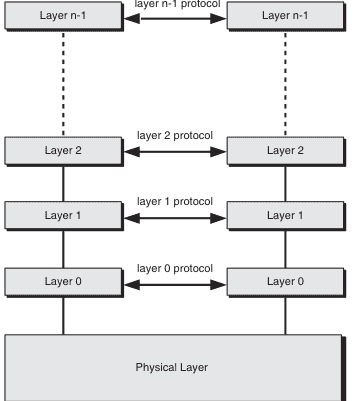 layer n-1 protocol
Layer n-1
Layer n-1
layer 2 protocol
Layer 2
Layer 2
layer 1 protocol
Layer 1
Layer 1
layer 0 protocol
Layer 0
Layer 0
Physical Layer